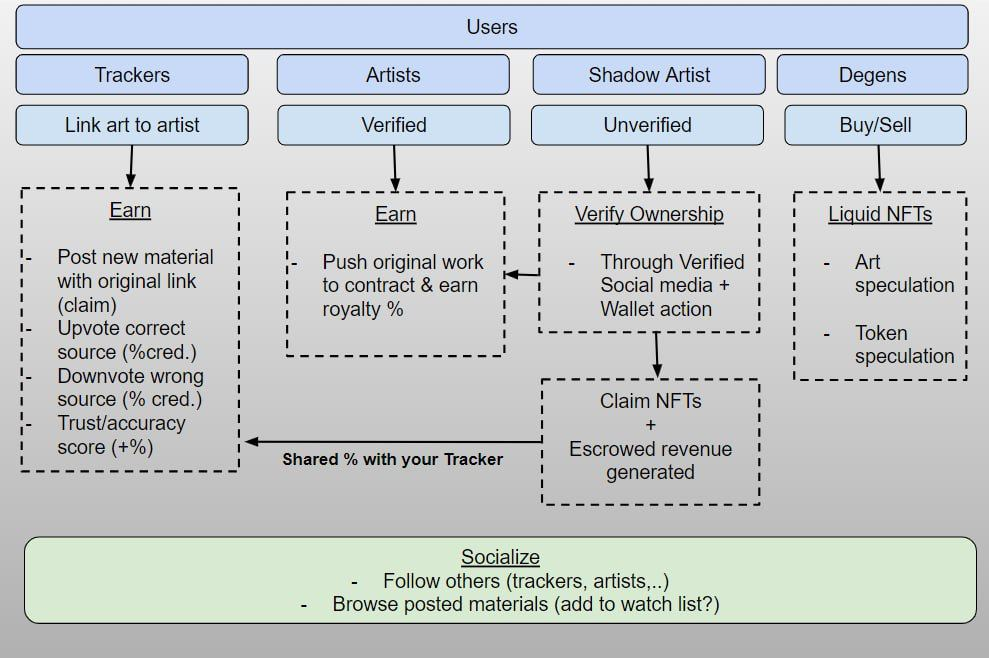 Users
Trackers
Artists
Shadow Artist
Degens
Link art to artist
Verified
Unverified
Buy/Sell
Earn
- Post new material
with original link
(claim)
- Upvote correct
source (%cred.)
- Downvote wrong
source (% cred.)
- Trust/accuracy
score (+%)
Earn
- Push original work
to contract & earn
royalty %
Verify Ownership
- Through Verified
Social media +
Wallet action
Liquid NFTs
- Art
speculation
- Token
speculation
Claim NFTs
+
Escrowed revenue
generated
Shared % with your Tracker
Socialize
- Follow others (trackers, artists,..)
- Browse posted materials (add to watch list?)